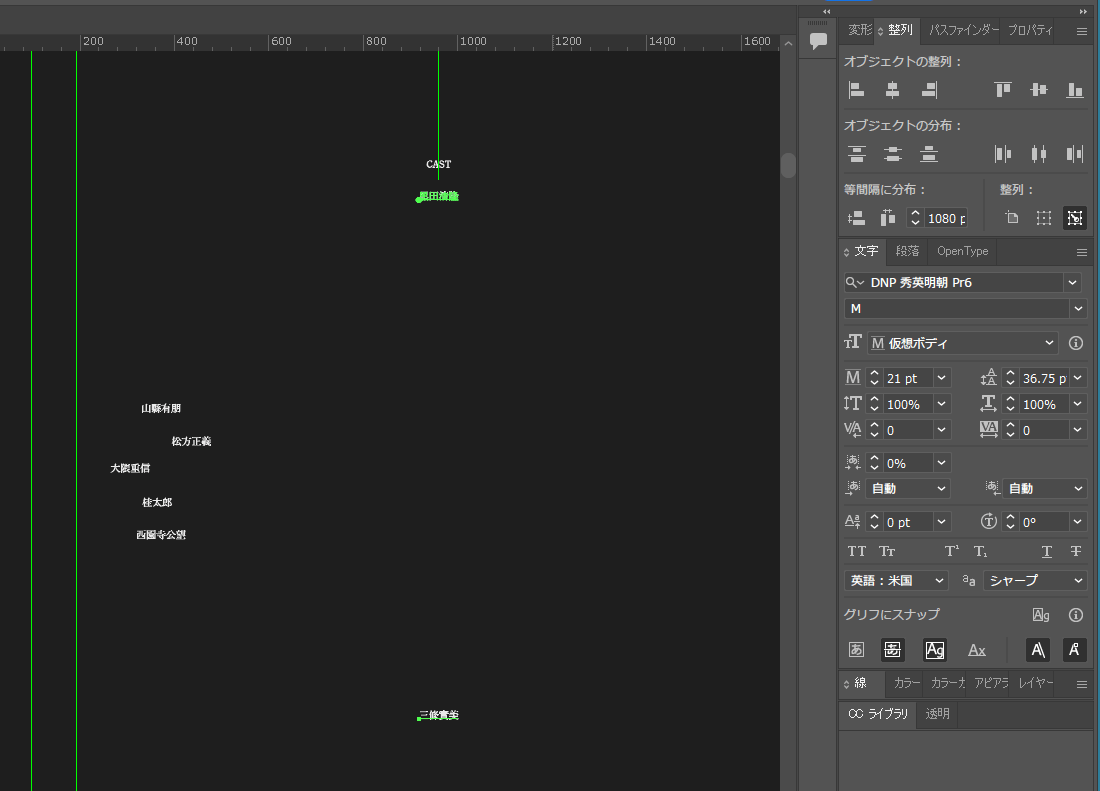 200 400 600 800 1000 1200 1400 1600
CAST
黒田清隆
山縣有朋
松方正義
大隈重信
桂太郎
西園寺公望
三條實美
変形 整列 パスファインダー プロパティ
オブジェクトの整列：
オブジェクトの分布：
等間隔に分布： 整列：
1080 p
文字 段落 OpenType
DNP 秀英明朝 Pr6
M
仮想ボディ
21 pt 36.75 p
100% 100%
0 0
0%
自動 自動
0 pt 0°
英語：米国 シャープ
グリフにスナップ
線 カラー カラーガ アピアラ レイヤー
CC ライブラリ 透明